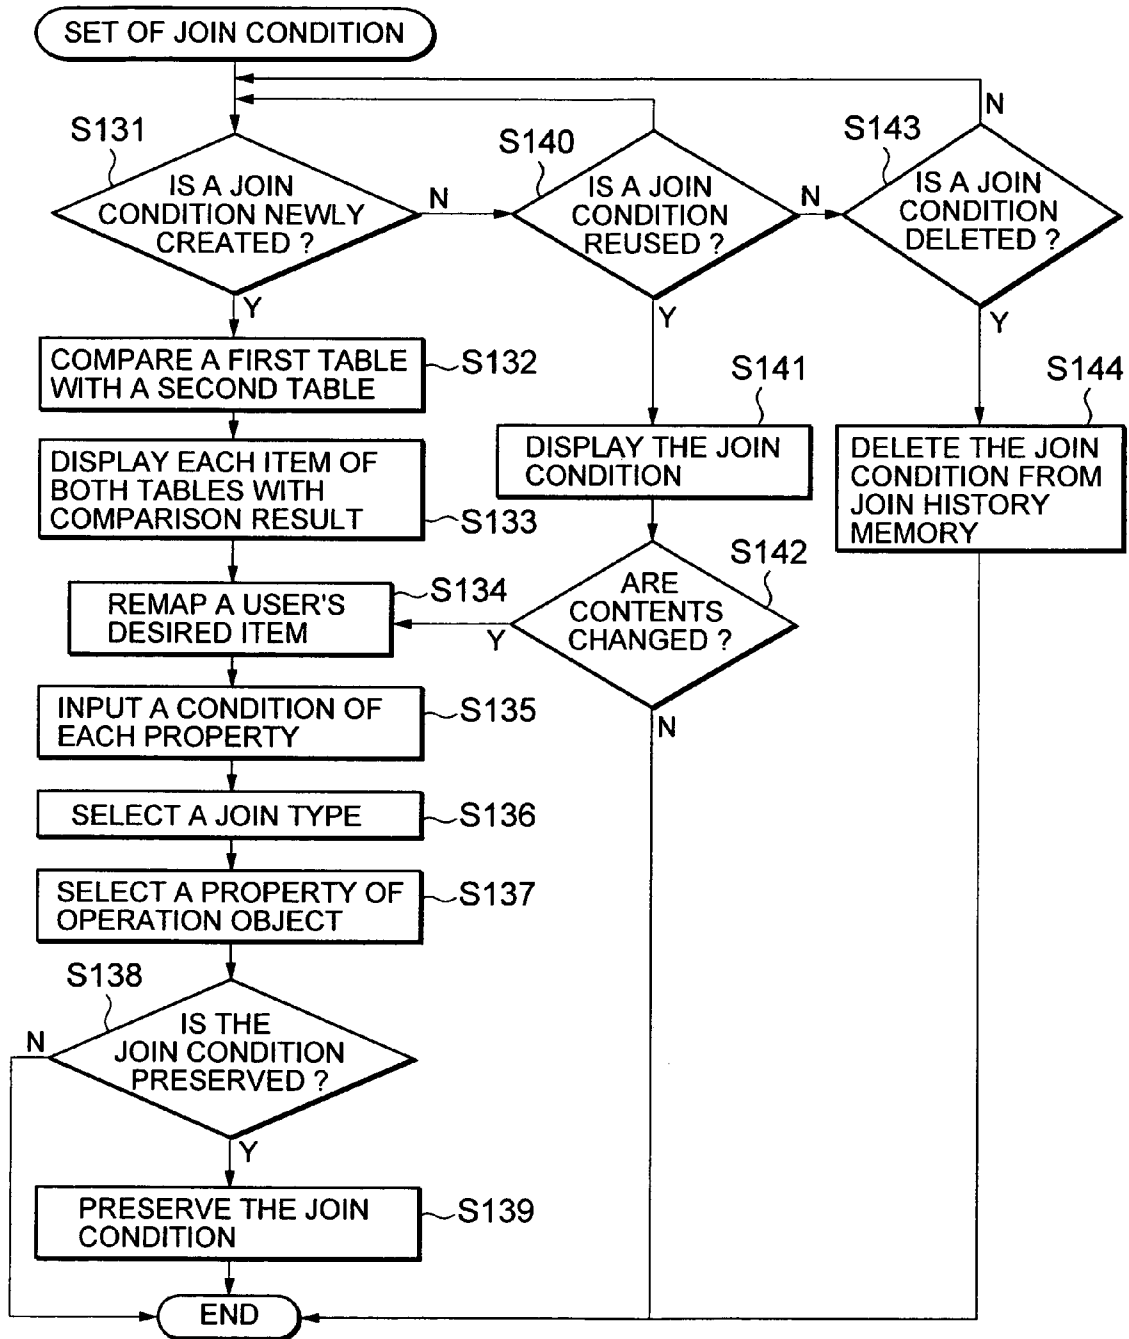 SET OF JOIN CONDITION
S131
IS A JOIN
CONDITION NEWLY
CREATED ?
N
Y
S140
IS A JOIN
CONDITION
REUSED ?
N
Y
S143
IS A JOIN
CONDITION
DELETED ?
N
Y
COMPARE A FIRST TABLE
WITH A SECOND TABLE
S132
DISPLAY EACH ITEM OF
BOTH TABLES WITH
COMPARISON RESULT
S133
S141
DISPLAY THE JOIN
CONDITION
S144
DELETE THE JOIN
CONDITION FROM
JOIN HISTORY
MEMORY
S142
ARE
CONTENTS
CHANGED ?
Y
N
REMAP A USER'S
DESIRED ITEM
S134
INPUT A CONDITION OF
EACH PROPERTY
S135
SELECT A JOIN TYPE
S136
SELECT A PROPERTY OF
OPERATION OBJECT
S137
S138
IS THE
JOIN CONDITION
PRESERVED ?
N
Y
PRESERVE THE JOIN
CONDITION
S139
END